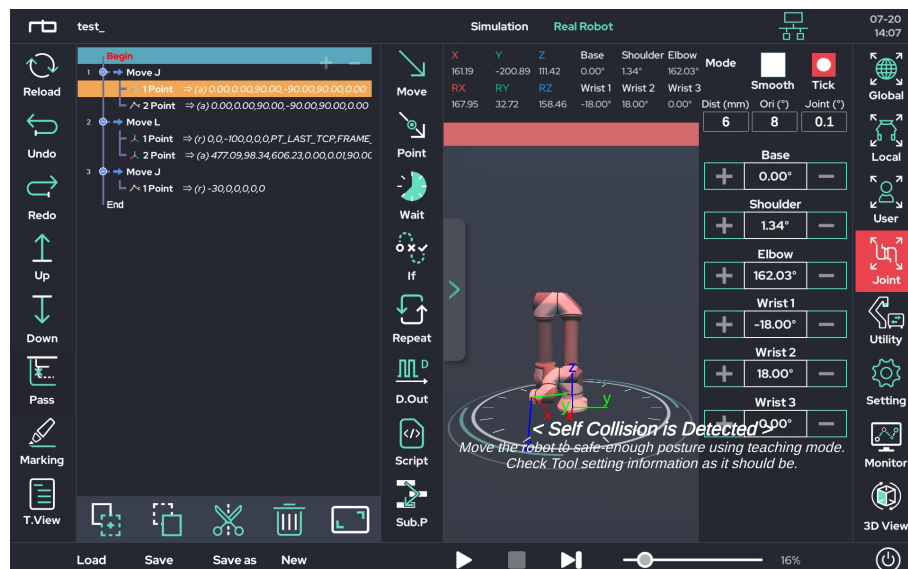 test_
Simulation
Real Robot
07-20
14:07
Reload
Undo
Redo
Up
Down
Pass
Marking
T.View
Begin
1 Move J
1 Point ⇒ (a) 0.00,0.00,90.00,-90.00,90.00,0.00
2 Point ⇒ (a) 0.00,0.00,90.00,-90.00,90.00,0.00
2 Move L
1 Point ⇒ (r) 0,0,-100,0,0,0,PT_LAST_TCP,FRAME_
2 Point ⇒ (a) 477.09,98.34,606.23,0.00,0.01,90.00
3 Move J
1 Point ⇒ (r) -30,0,0,0,0,0
End
Move
Point
Wait
If
Repeat
D
D.Out
Script
Sub.P
X Y Z Base Shoulder Elbow
161.19 -200.89 111.42 0.00° 1.34° 162.03°
RX RY RZ Wrist 1 Wrist 2 Wrist 3
167.95 32.72 158.46 -18.00° 18.00° 0.00°
Mode
Smooth
Tick
Dist (mm) Ori (°) Joint (°)
6 8 0.1
Base
+ 0.00° −
Shoulder
+ 1.34° −
Elbow
+ 162.03° −
Wrist 1
+ -18.00° −
Wrist 2
+ 18.00° −
Wrist 3
+ 0.00° −
z
y
y
x
x
< Self Collision is Detected >
Move the robot to safe-enough posture using teaching mode.
Check Tool setting information as it should be.
Global
Local
User
Joint
Utility
Setting
Monitor
3D View
Load Save Save as New
16%